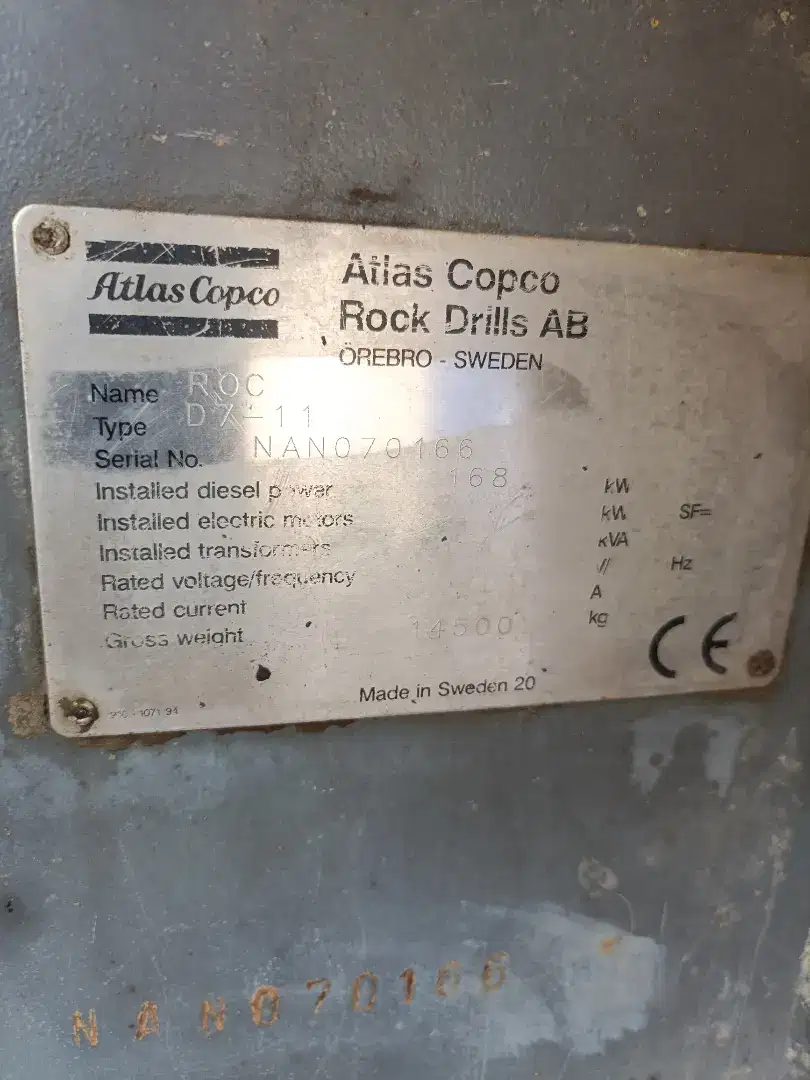 Atlas Copco
Atlas Copco
Rock Drills AB
ÖREBRO - SWEDEN
Name ROC
Type D7-11
Serial No. NAN070166
Installed diesel power 168 kW
Installed electric motors kW SF=
Installed transformers kVA
Rated voltage/frequency Hz
Rated current A
Gross weight 14500 kg
CE
Made in Sweden 20
NAN070166